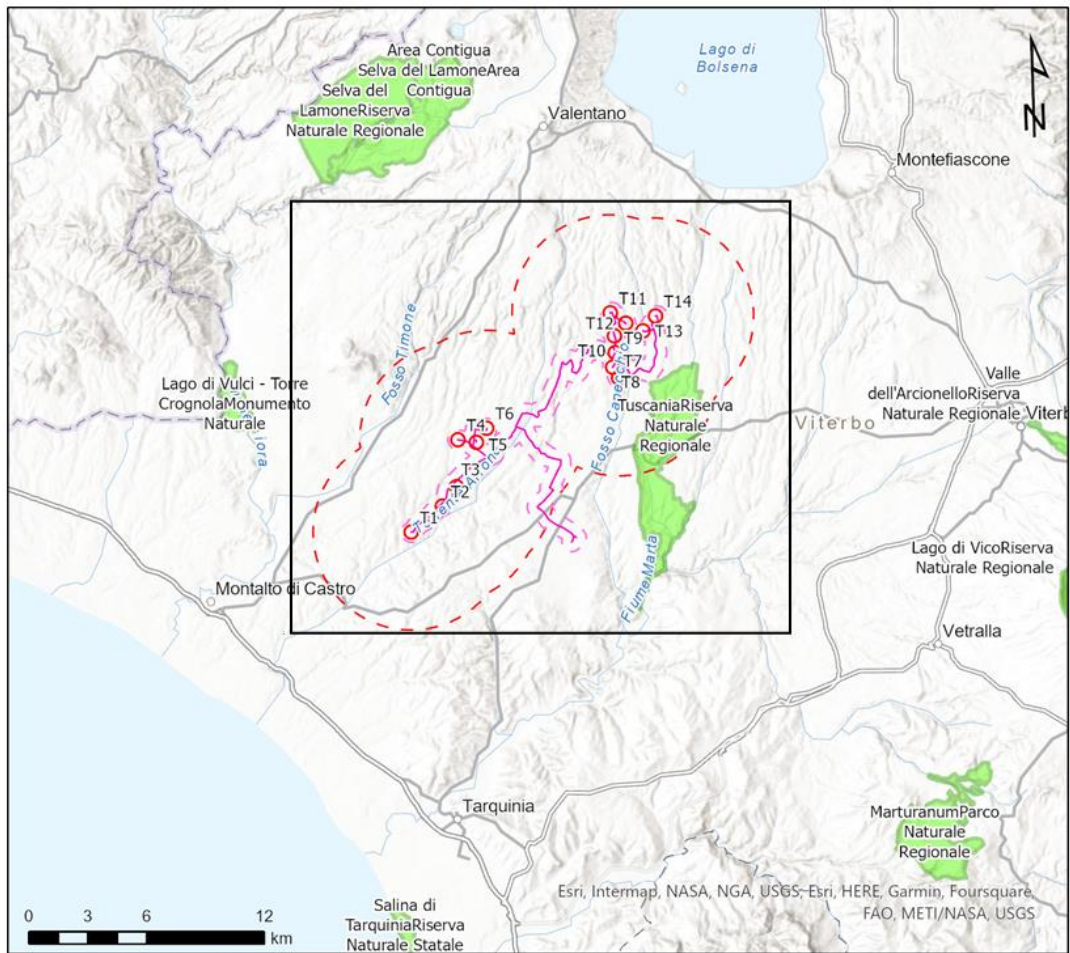 Area Contigua
Selva del LamoneArea
Contigua
Selva del
LamoneRiserva
Naturale Regionale
Lago di
Bolsena
N
Valentano
Montefiascone
T11
T14
T12
T13
T9
T10
T7
T8
Fosso Timone
Fosso Capecchio
Lago di Vulci - Torre
CrognolaMonumento
Naturale
iora
TuscaniaRiserva
Naturale
Regionale
Valle
dell'ArcionelloRiserva
Naturale Regionale
Viterb
Viterbo
T6
T4
T5
T3
T2
T1
Fiume Marta
Montalto di Castro
Lago di VicoRiserva
Naturale Regionale
Vetralla
Tarquinia
MarturanumParco
Naturale
Regionale
Salina di
TarquiniaRiserva
Naturale Statale
0 3 6 12
km
Esri, Intermap, NASA, NGA, USGS, Esri, HERE, Garmin, Foursquare,
FAO, METI/NASA, USGS